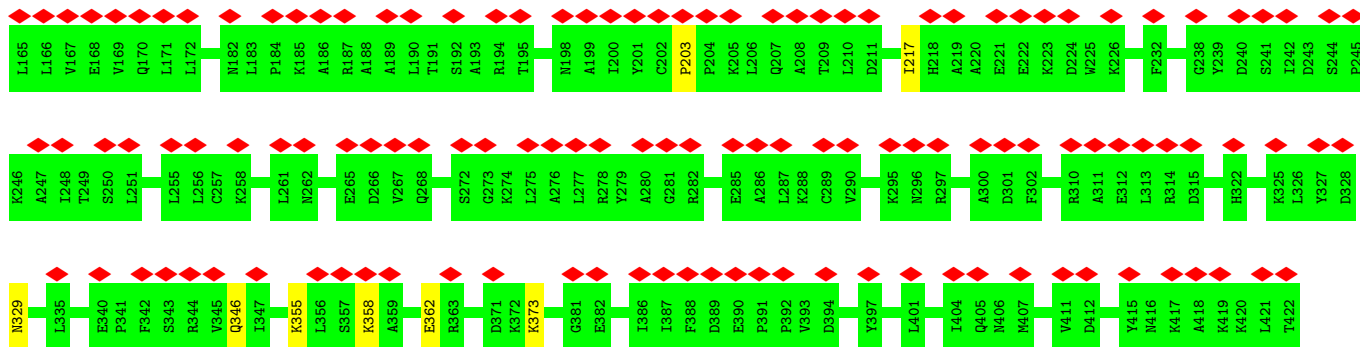 L165 L166 V167 E168 V169 Q170 L171 L172 N182 L183 P184 K185 A186 R187 A188 A189 L190 T191 S192 A193 R194 T195 N198 A199 I200 Y201 C202 P203 P204 K205 L206 Q207 A208 T209 L210 D211 I217 H218 A219 A220 E221 E222 K223 D224 W225 K226 F232 G238 Y239 D240 S241 I242 D243 S244 P245
K246 A247 I248 T249 S250 L251 L255 L256 C257 K258 L261 N262 E265 D266 V267 Q268 S272 G273 K274 L275 A276 L277 R278 Y279 A280 G281 R282 E285 A286 L287 K288 C289 V290 K295 N296 R297 A300 D301 F302 R310 A311 E312 L313 R314 D315 H322 K325 L326 Y327 D328
N329 L335 E340 P341 F342 S343 R344 V345 Q346 I347 K355 L356 S357 K358 A359 E362 R363 D371 K372 K373 G381 E382 I386 I387 F388 D389 E390 P391 P392 V393 D394 Y397 L401 I404 Q405 N406 M407 V411 D412 Y415 N416 K417 A418 K419 K420 L421 T422